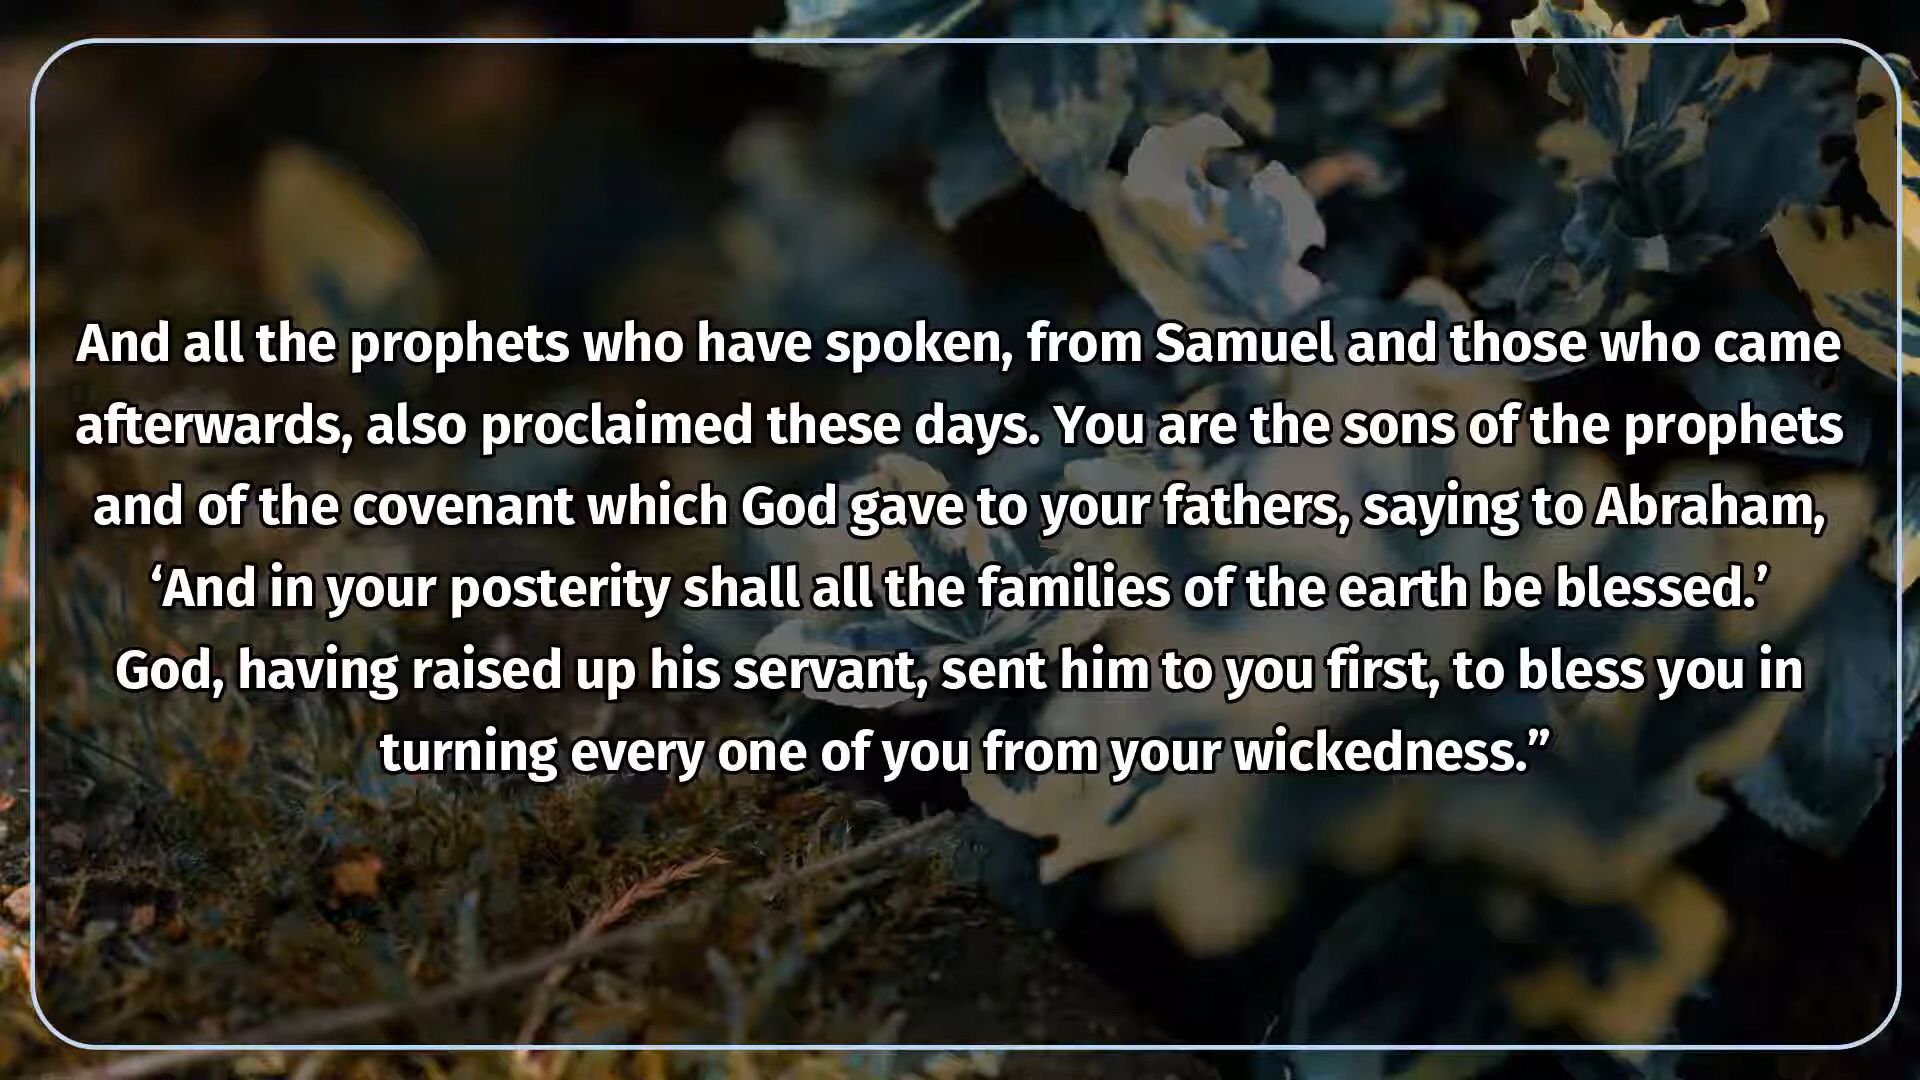 And all the prophets who have spoken, from Samuel and those who came
afterwards, also proclaimed these days. You are the sons of the prophets
and of the covenant which God gave to your fathers, saying to Abraham,
‘And in your posterity shall all the families of the earth be blessed.’
God, having raised up his servant, sent him to you first, to bless you in
turning every one of you from your wickedness.”